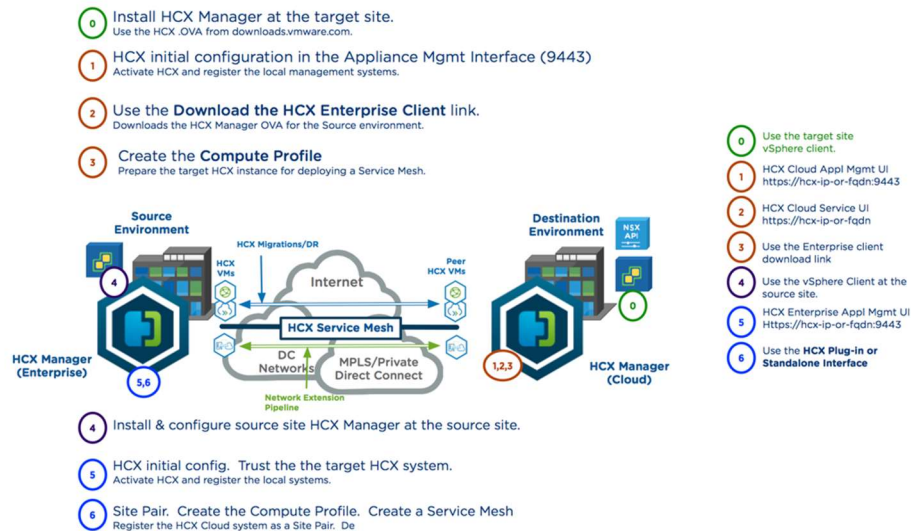 0
Install HCX Manager at the target site.
Use the HCX .OVA from downloads.vmware.com.
1
HCX initial configuration in the Appliance Mgmt Interface (9443)
Activate HCX and register the local management systems.
2
Use the Download the HCX Enterprise Client link.
Downloads the HCX Manager OVA for the Source environment.
3
Create the Compute Profile
Prepare the target HCX instance for deploying a Service Mesh.
Source
Environment
4
HCX Manager
(Enterprise)
5,6
HCX Migrations/DR
HCX
VMs
Internet
Peer
HCX VMs
HCX Service Mesh
DC
Networks
MPLS/Private
Direct Connect
Network Extension
Pipeline
Destination
Environment
NSX
API
0
1,2,3
HCX Manager
(Cloud)
0
Use the target site
vSphere client.
1
HCX Cloud Appl Mgmt UI
https://hcx-ip-or-fqdn:9443
2
HCX Cloud Service UI
https://hcx-ip-or-fqdn
3
Use the Enterprise client
download link
4
Use the vSphere Client at the
source site.
5
HCX Enterprise Appl Mgmt UI
Https://hcx-ip-or-fqdn:9443
6
Use the HCX Plug-in or
Standalone Interface
4
Install & configure source site HCX Manager at the source site.
5
HCX initial config. Trust the the target HCX system.
Activate HCX and register the local systems.
6
Site Pair. Create the Compute Profile. Create a Service Mesh
Register the HCX Cloud system as a Site Pair. De